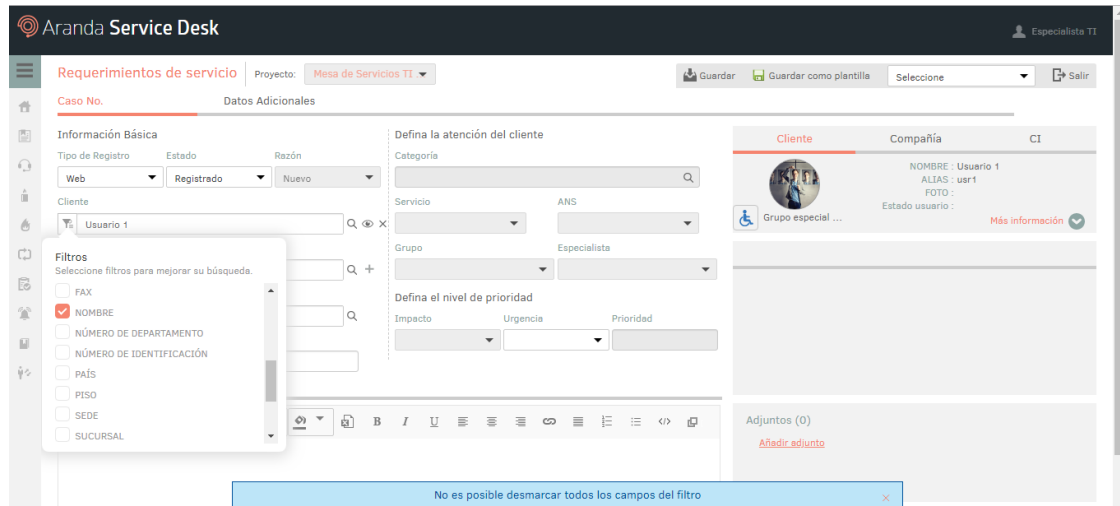 Aranda Service Desk
Especialista TI
Requerimientos de servicio
Proyecto:
Mesa de Servicios TI
Guardar
Guardar como plantilla
Seleccione
Salir
Caso No.
Datos Adicionales
Información Básica
Tipo de Registro
Estado
Razón
Web
Registrado
Nuevo
Cliente
Usuario 1
Filtros
Seleccione filtros para mejorar su búsqueda.
FAX
NOMBRE
NÚMERO DE DEPARTAMENTO
NÚMERO DE IDENTIFICACIÓN
PAÍS
PISO
SEDE
SUCURSAL
Defina la atención del cliente
Categoría
Servicio
ANS
Grupo
Especialista
Defina el nivel de prioridad
Impacto
Urgencia
Prioridad
B I U
Cliente
Compañía
CI
NOMBRE : Usuario 1
ALIAS : usr1
FOTO :
Estado usuario :
Grupo especial ...
Más información
Adjuntos (0)
Añadir adjunto
No es posible desmarcar todos los campos del filtro